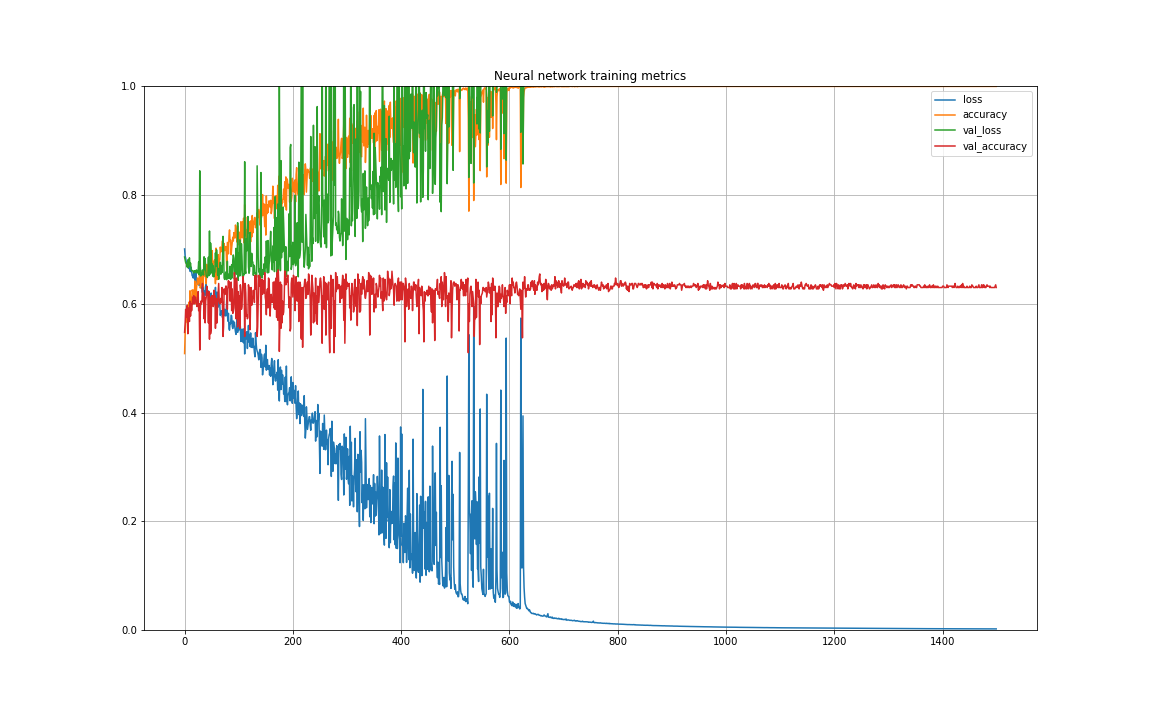 Neural network training metrics
1.0
0.8
0.6
0.4
0.2
0.0
0 200 400 600 800 1000 1200 1400
loss
accuracy
val_loss
val_accuracy